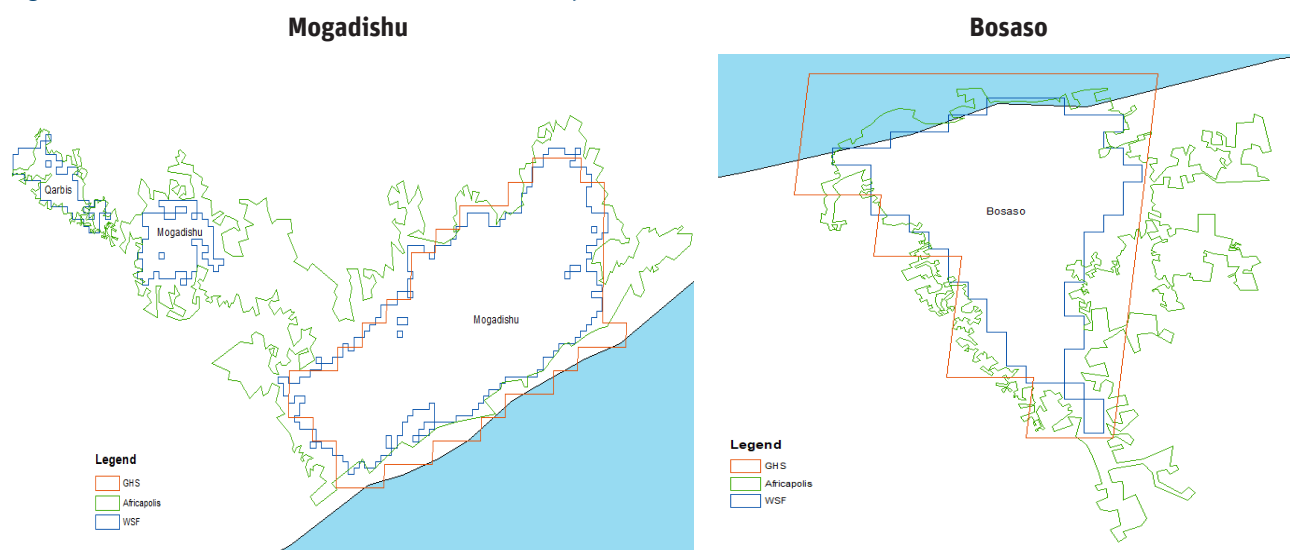 Mogadishu
Bosaso
Qarbis
Mogadishu
Mogadishu
Legend
GHS
Africapolis
WSF
Bosaso
Legend
GHS
Africapolis
WSF